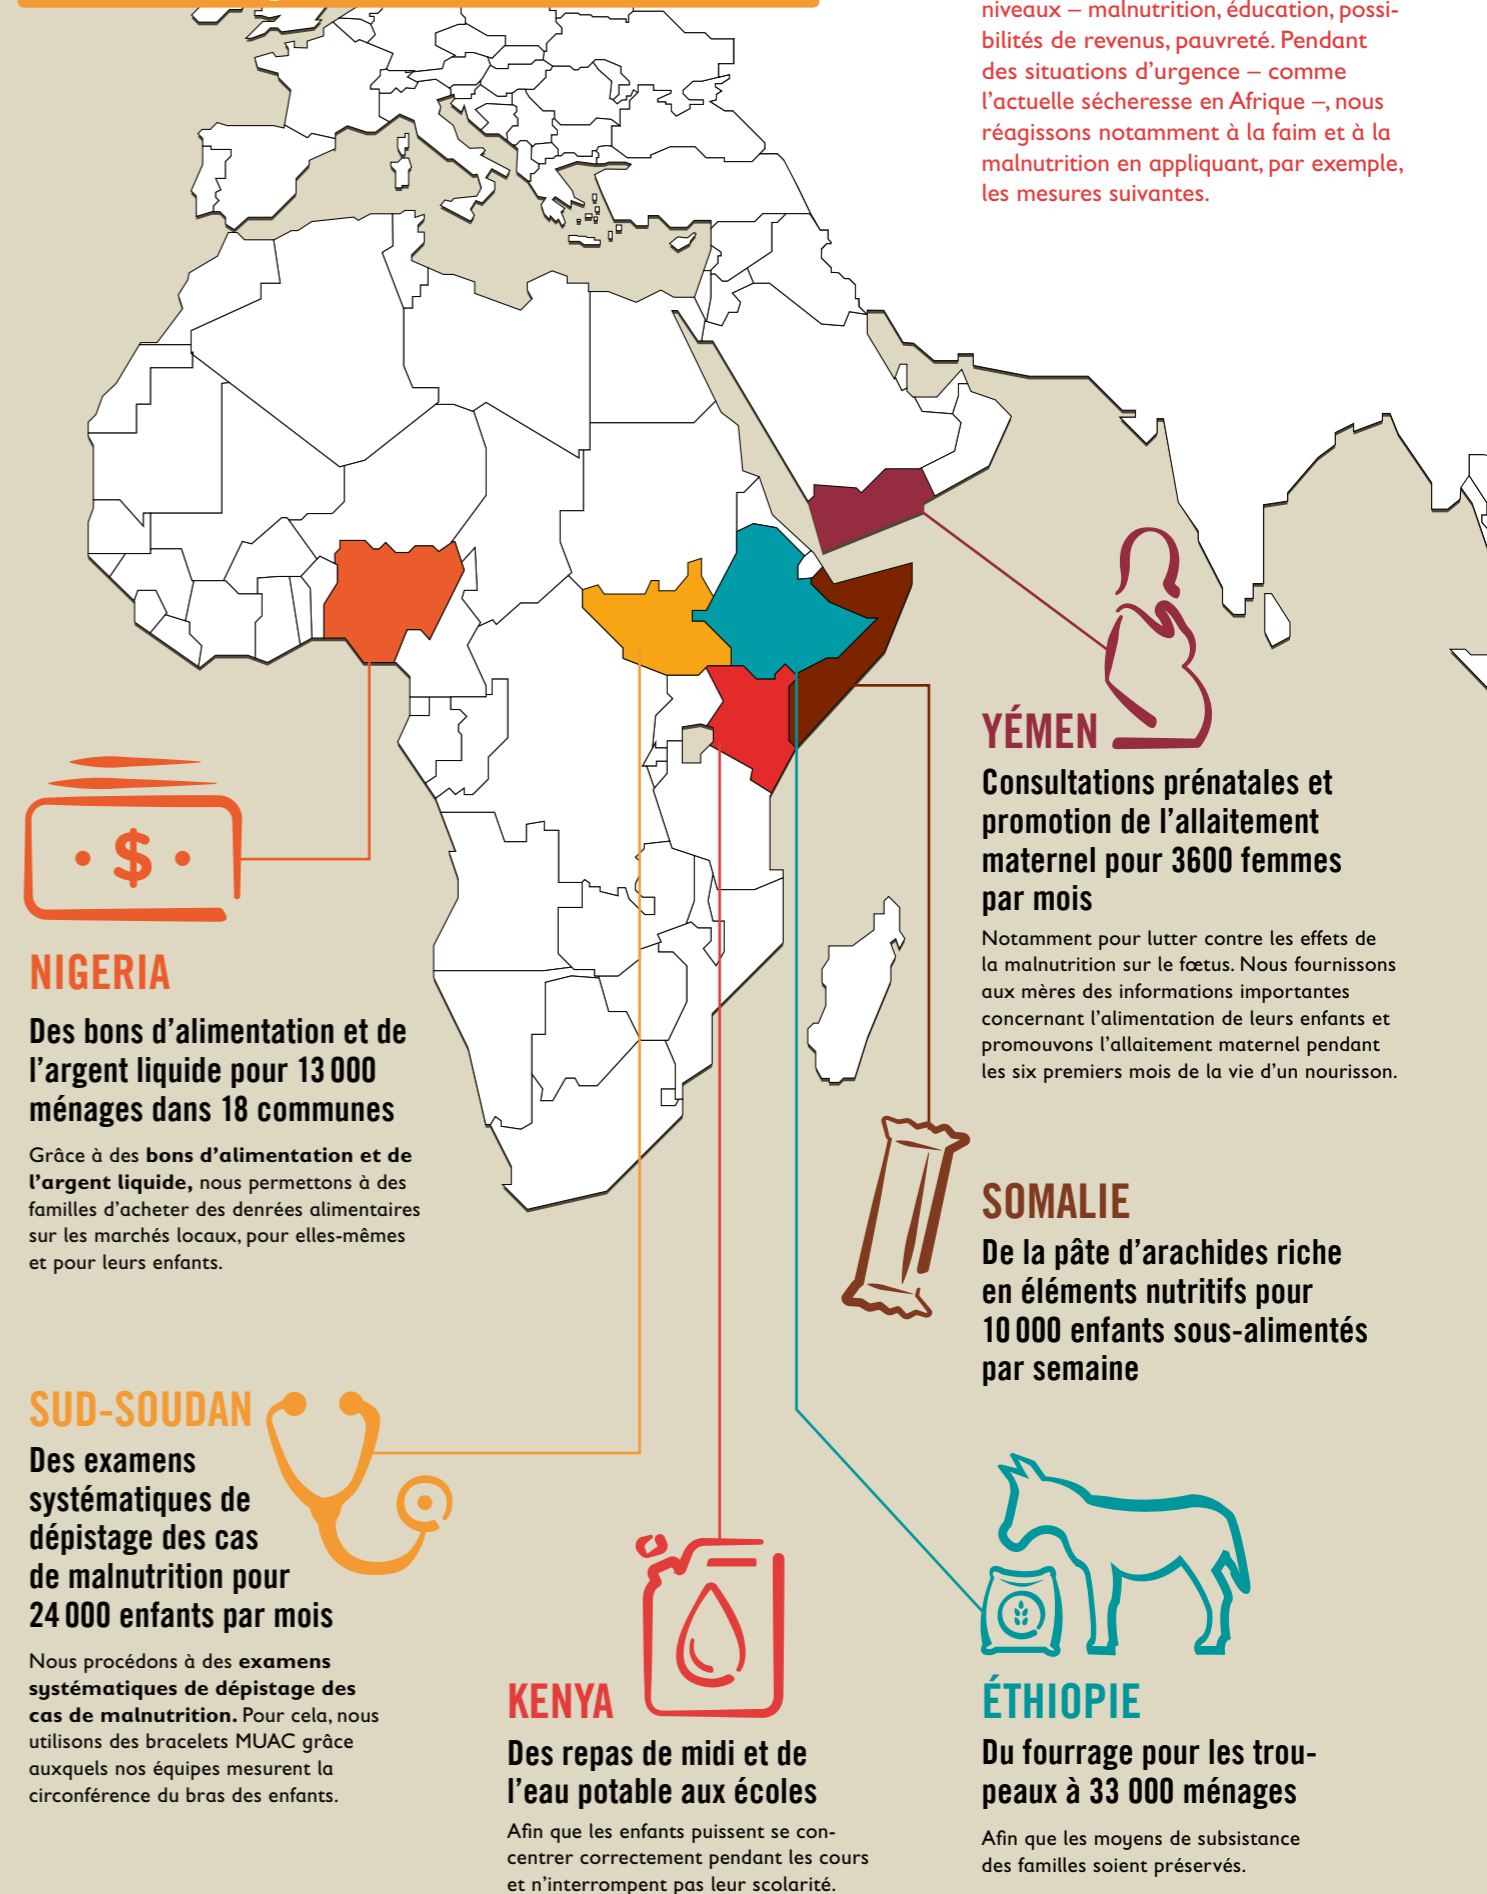 niveaux – malnutrition, éducation, possi-
bilités de revenus, pauvreté. Pendant
des situations d'urgence – comme
l'actuelle sécheresse en Afrique –, nous
réagissons notamment à la faim et à la
malnutrition en appliquant, par exemple,
les mesures suivantes.
$
NIGERIA
Des bons d'alimentation et de
l'argent liquide pour 13 000
ménages dans 18 communes
Grâce à des bons d'alimentation et de
l'argent liquide, nous permettons à des
familles d'acheter des denrées alimentaires
sur les marchés locaux, pour elles-mêmes
et pour leurs enfants.
YÉMEN
Consultations prénatales et
promotion de l'allaitement
maternel pour 3600 femmes
par mois
Notamment pour lutter contre les effets de
la malnutrition sur le fœtus. Nous fournissons
aux mères des informations importantes
concernant l'alimentation de leurs enfants et
promouvons l'allaitement maternel pendant
les six premiers mois de la vie d'un nourisson.
SOMALIE
De la pâte d'arachides riche
en éléments nutritifs pour
10 000 enfants sous-alimentés
par semaine
SUD-SOUDAN
Des examens
systématiques de
dépistage des cas
de malnutrition pour
24 000 enfants par mois
Nous procédons à des examens
systématiques de dépistage des
cas de malnutrition. Pour cela, nous
utilisons des bracelets MUAC grâce
auxquels nos équipes mesurent la
circonférence du bras des enfants.
KENYA
Des repas de midi et de
l'eau potable aux écoles
Afin que les enfants puissent se con-
centrer correctement pendant les cours
et n'interrompent pas leur scolarité.
ÉTHIOPIE
Du fourrage pour les trou-
peaux à 33 000 ménages
Afin que les moyens de subsistance
des familles soient préservés.